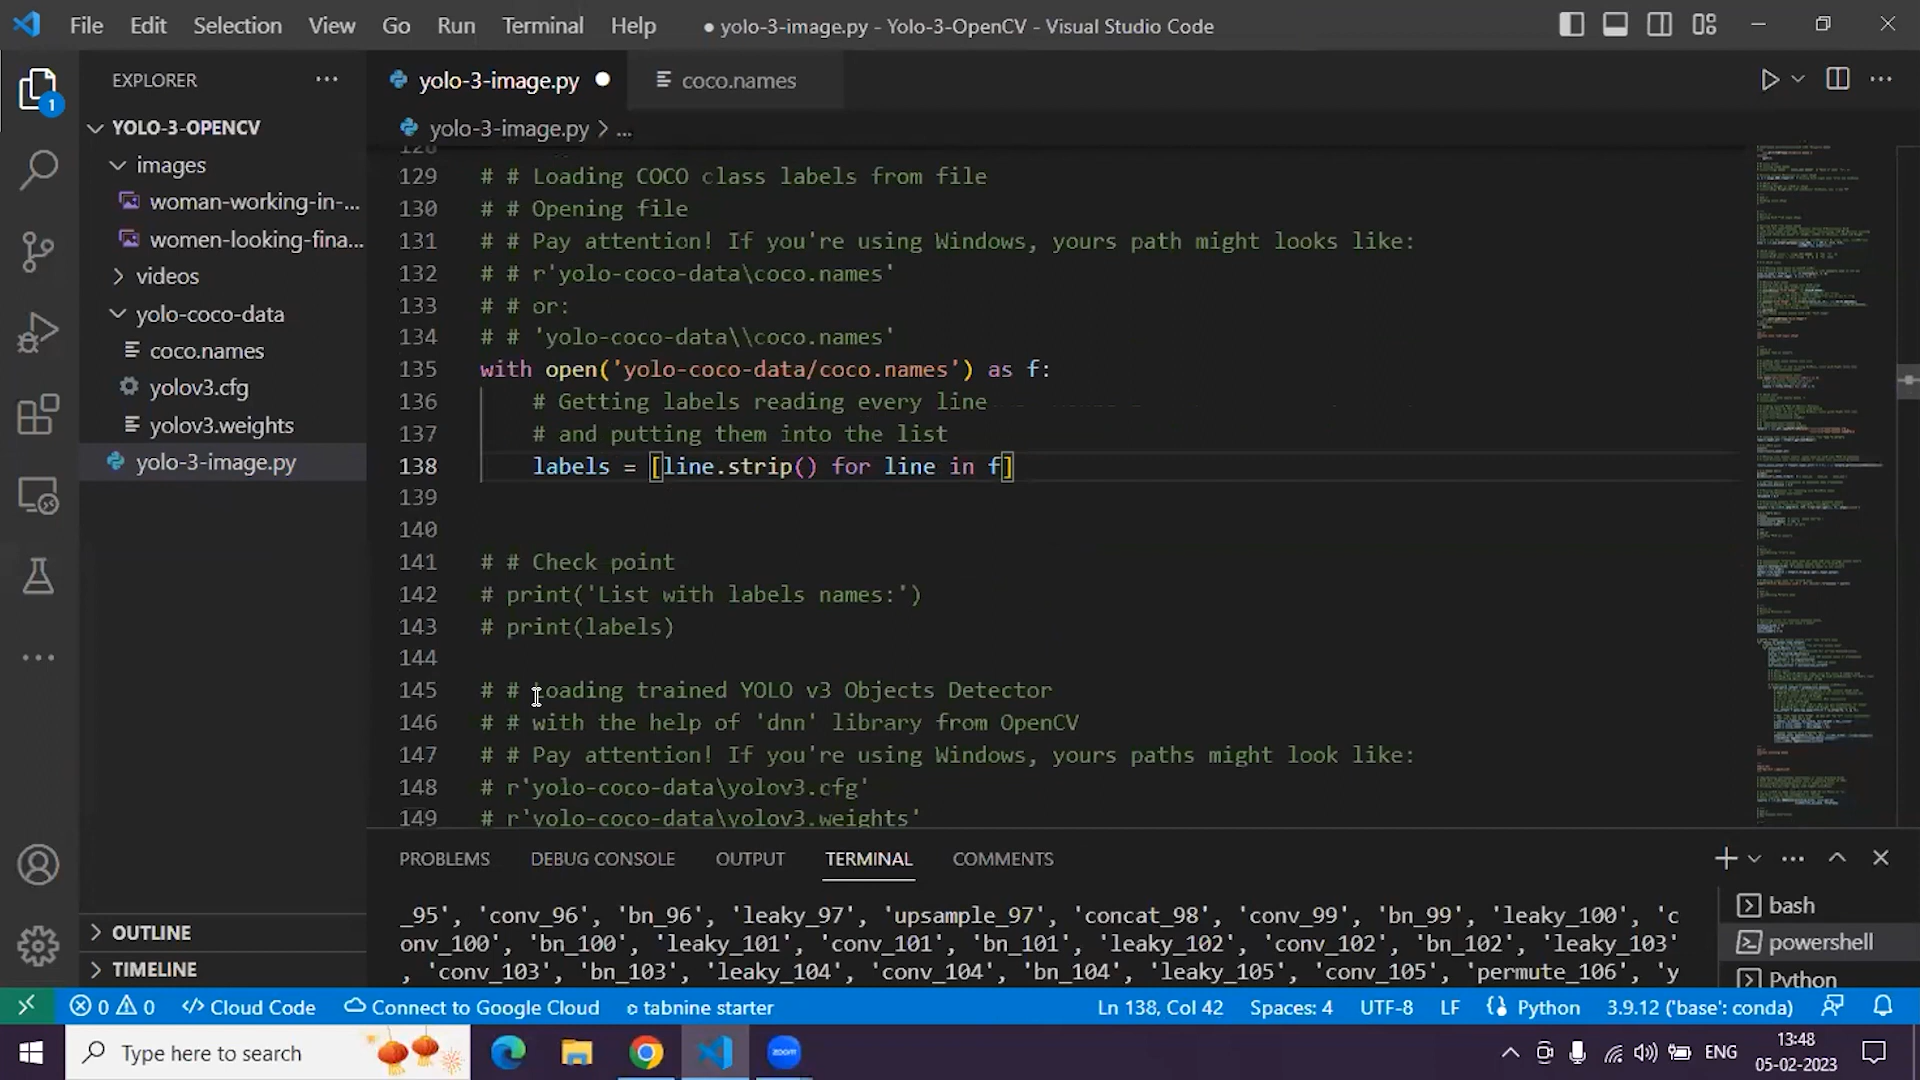 File Edit Selection View Go Run Terminal Help ● yolo-3-image.py - Yolo-3-OpenCV - Visual Studio Code
1
EXPLORER ...
YOLO-3-OPENCV
images
woman-working-in-...
women-looking-fina...
videos
yolo-coco-data
coco.names
yolov3.cfg
yolov3.weights
yolo-3-image.py
OUTLINE
TIMELINE
yolo-3-image.py ● coco.names
yolo-3-image.py > ...
128
129 # # Loading COCO class labels from file
130 # # Opening file
131 # # Pay attention! If you're using Windows, yours path might looks like:
132 # # r'yolo-coco-data\coco.names'
133 # # or:
134 # # 'yolo-coco-data\\coco.names'
135 with open('yolo-coco-data/coco.names') as f:
136 # Getting labels reading every line
137 # and putting them into the list
138 labels = [line.strip() for line in f]
139
140
141 # # Check point
142 # print('List with labels names:')
143 # print(labels)
144
145 # # Loading trained YOLO v3 Objects Detector
146 # # with the help of 'dnn' library from OpenCV
147 # # Pay attention! If you're using Windows, yours paths might look like:
148 # r'yolo-coco-data\yolov3.cfg'
149 # r'yolo-coco-data\yolov3.weights'
PROBLEMS DEBUG CONSOLE OUTPUT TERMINAL COMMENTS
_95', 'conv_96', 'bn_96', 'leaky_97', 'upsample_97', 'concat_98', 'conv_99', 'bn_99', 'leaky_100', 'c
onv_100', 'bn_100', 'leaky_101', 'conv_101', 'bn_101', 'leaky_102', 'conv_102', 'bn_102', 'leaky_103'
, 'conv_103', 'bn_103', 'leaky_104', 'conv_104', 'bn_104', 'leaky_105', 'conv_105', 'permute_106', 'y
bash
powershell
Python
0 0 Cloud Code Connect to Google Cloud tabnine starter Ln 138, Col 42 Spaces: 4 UTF-8 LF Python 3.9.12 ('base': conda)
Type here to search
zoom
ENG
13:48
05-02-2023